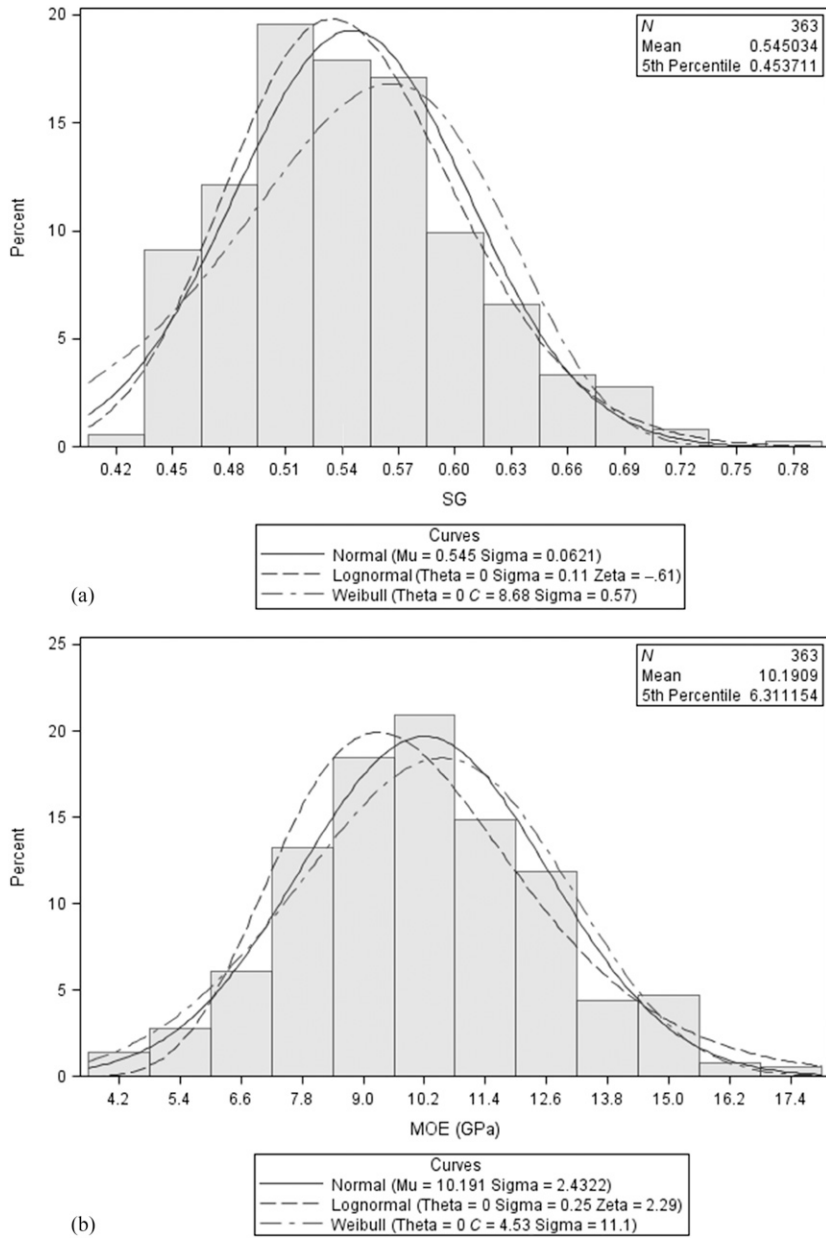 20
15
10
5
0
Percent
N 363
Mean 0.545034
5th Percentile 0.453711
0.42 0.45 0.48 0.51 0.54 0.57 0.60 0.63 0.66 0.69 0.72 0.75 0.78
SG
Curves
Normal (Mu = 0.545 Sigma = 0.0621)
Lognormal (Theta = 0 Sigma = 0.11 Zeta = –.61)
Weibull (Theta = 0 C = 8.68 Sigma = 0.57)
(a)
25
20
15
10
5
0
Percent
N 363
Mean 10.1909
5th Percentile 6.311154
4.2 5.4 6.6 7.8 9.0 10.2 11.4 12.6 13.8 15.0 16.2 17.4
MOE (GPa)
Curves
Normal (Mu = 10.191 Sigma = 2.4322)
Lognormal (Theta = 0 Sigma = 0.25 Zeta = 2.29)
Weibull (Theta = 0 C = 4.53 Sigma = 11.1)
(b)